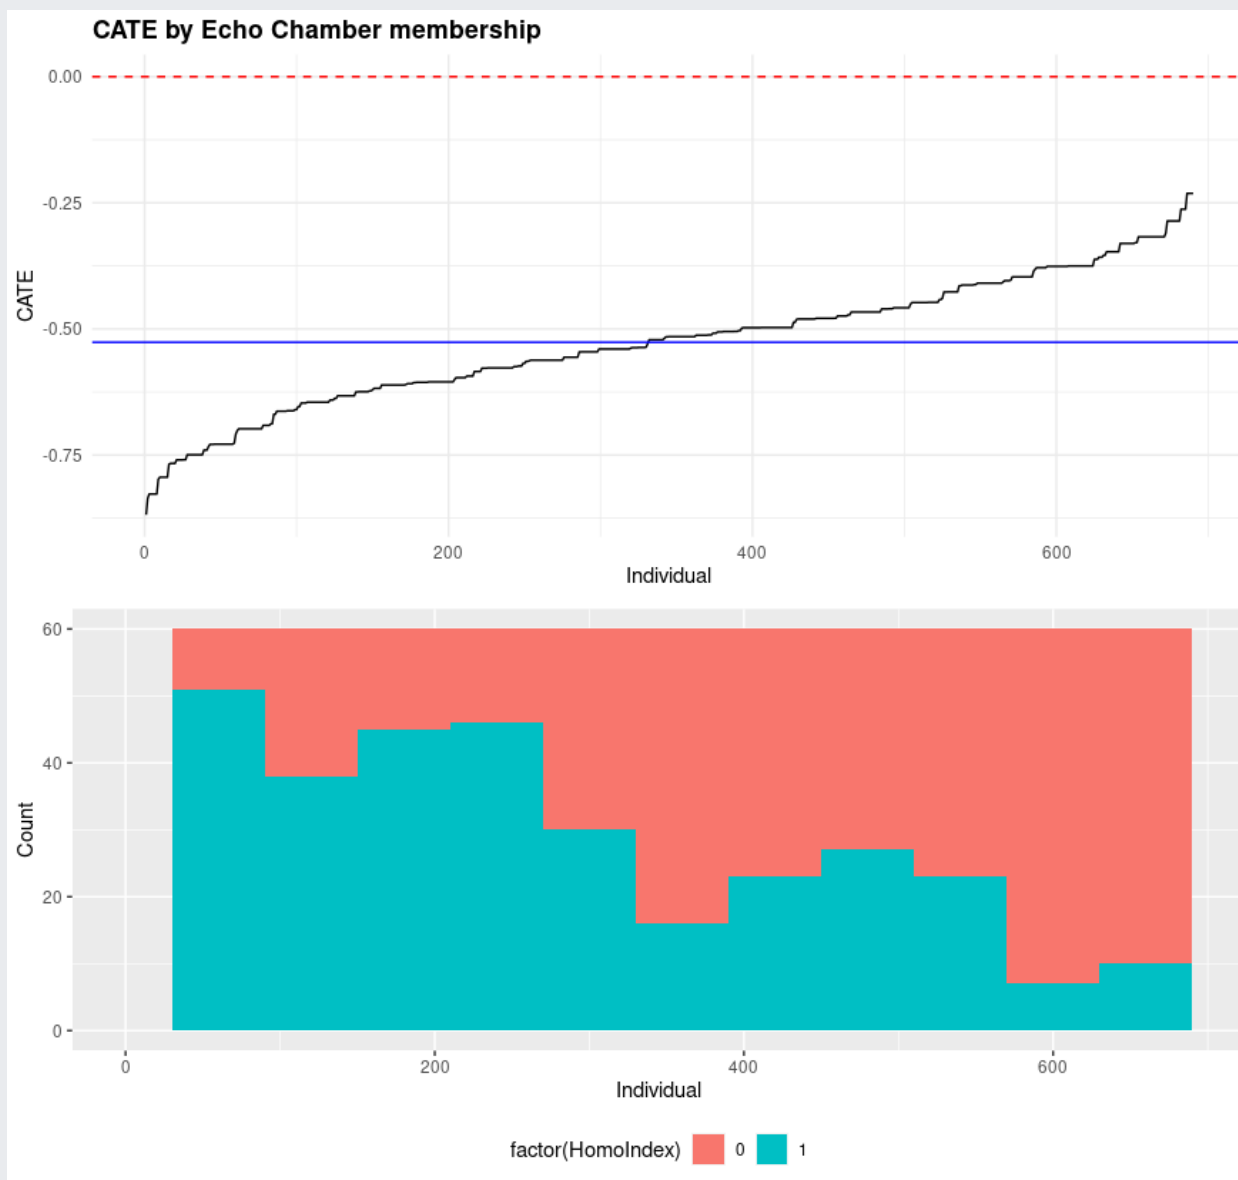 CATE by Echo Chamber membership
0.00
-0.25
-0.50
-0.75
CATE
0 200 400 600
Individual
60
40
20
0
Count
0 200 400 600
Individual
factor(HomoIndex) 0 1